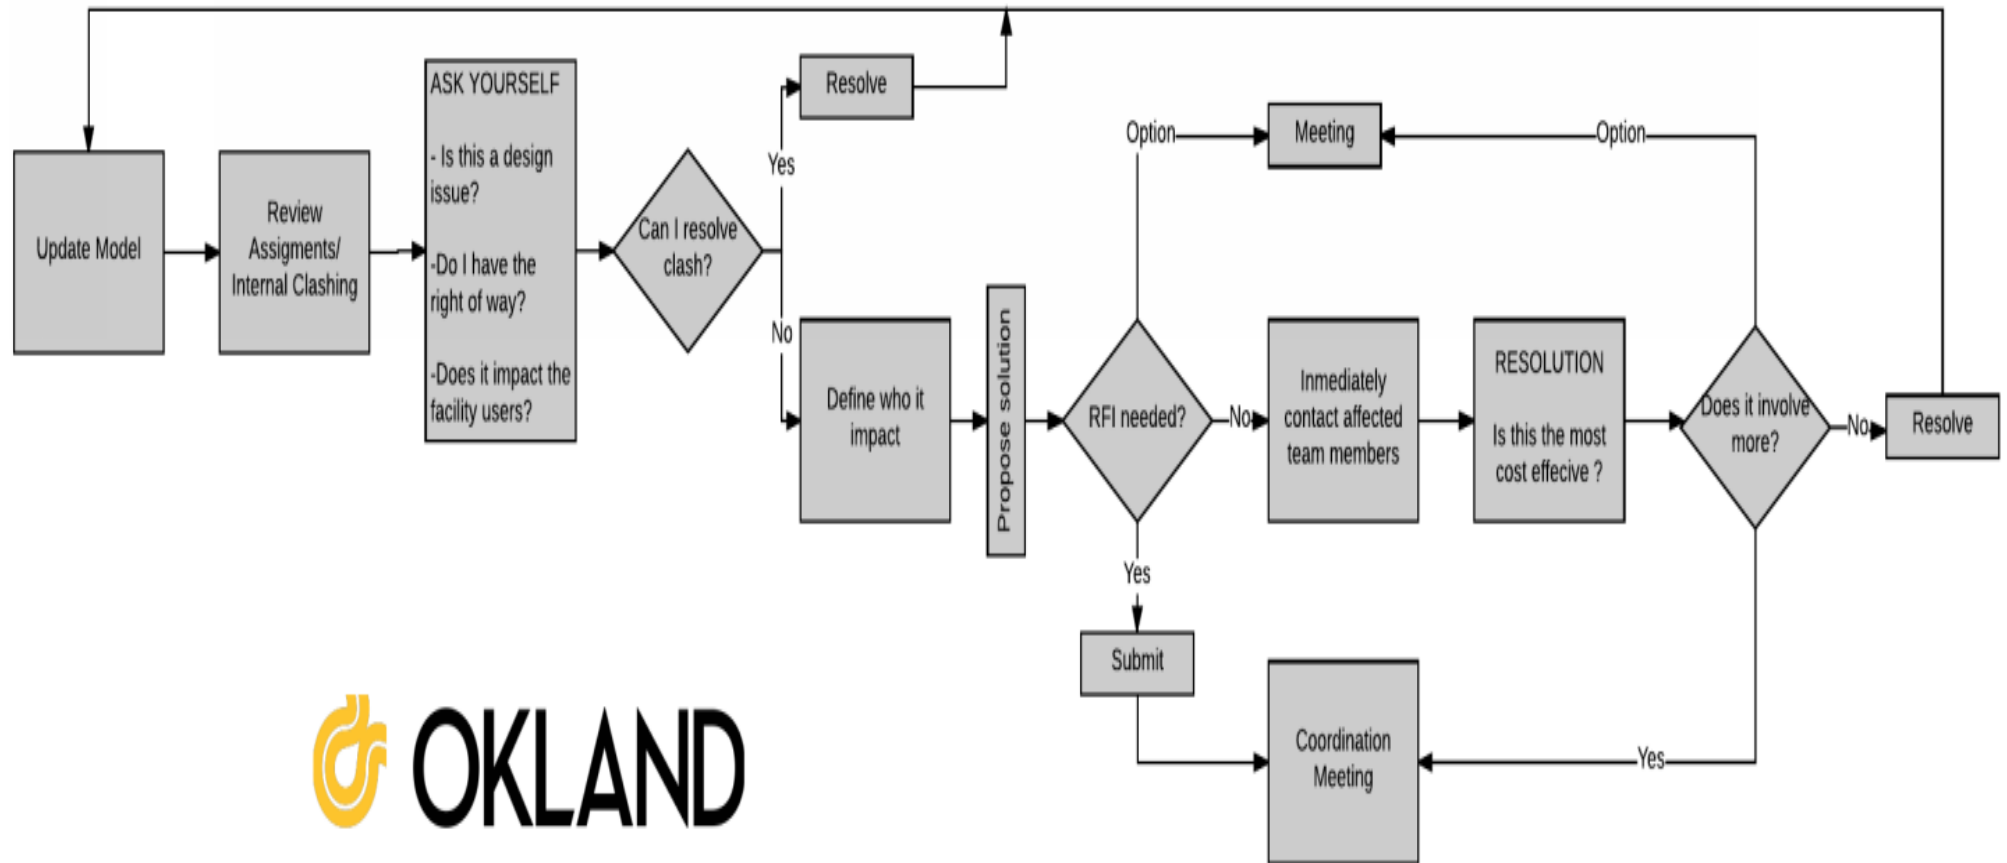 Update Model
Review
Assigments/
Internal Clashing
ASK YOURSELF
- Is this a design
issue?
-Do I have the
right of way?
-Does it impact the
facility users?
Can I resolve
clash?
Yes
Resolve
No
Define who it
impact
Propose solution
RFI needed?
Option
Meeting
Option
No
Inmediately
contact affected
team members
RESOLUTION
Is this the most
cost effecive ?
Does it involve
more?
No
Resolve
Yes
Submit
Coordination
Meeting
Yes
OKLAND